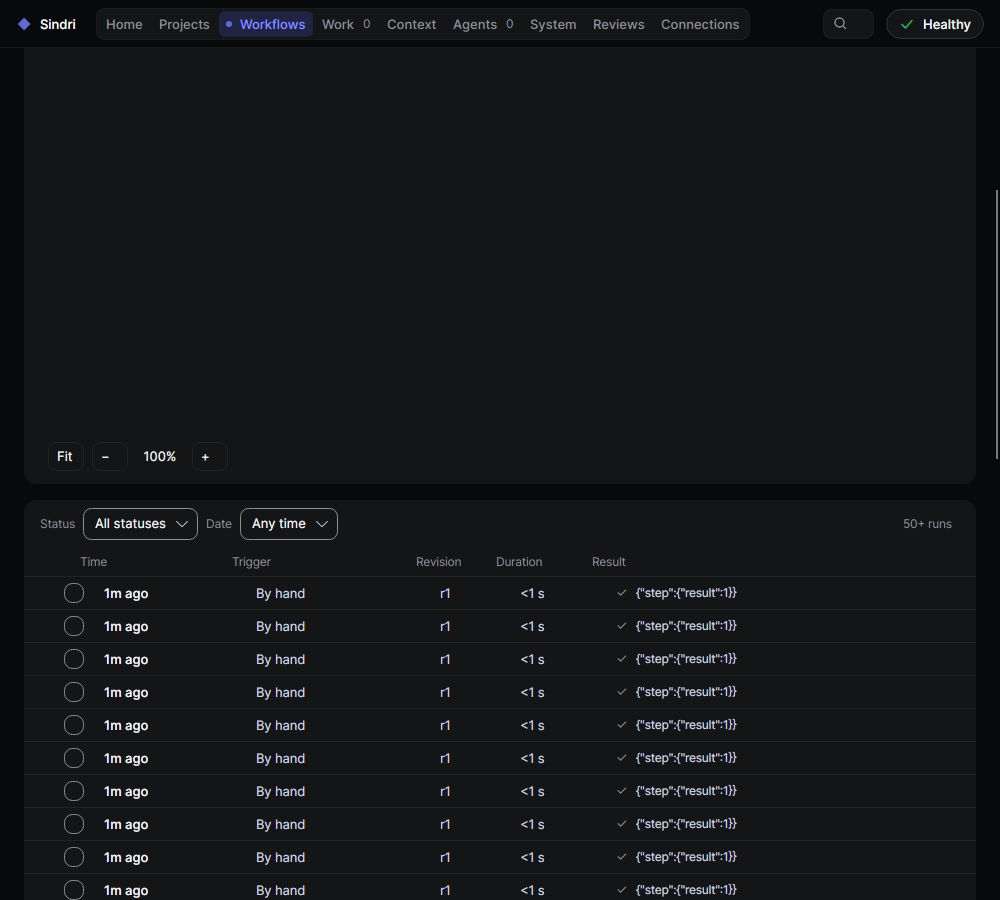 Sindri Home Projects Workflows Work 0 Context Agents 0 System Reviews Connections Healthy
Fit − 100% +
Status All statuses Date Any time 50+ runs
Time Trigger Revision Duration Result
1m ago By hand r1 <1 s {"step":{"result":1}}
1m ago By hand r1 <1 s {"step":{"result":1}}
1m ago By hand r1 <1 s {"step":{"result":1}}
1m ago By hand r1 <1 s {"step":{"result":1}}
1m ago By hand r1 <1 s {"step":{"result":1}}
1m ago By hand r1 <1 s {"step":{"result":1}}
1m ago By hand r1 <1 s {"step":{"result":1}}
1m ago By hand r1 <1 s {"step":{"result":1}}
1m ago By hand r1 <1 s {"step":{"result":1}}
1m ago By hand r1 <1 s {"step":{"result":1}}